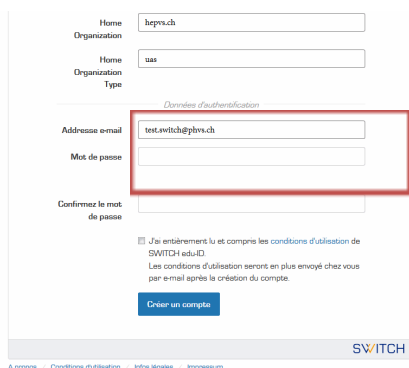 Home Organization
hepvs.ch
Home Organization Type
uas
Données d'authentification
Addresse e-mail
test.switch@phvs.ch
Mot de passe
Confirmez le mot de passe
J'ai entièrement lu et compris les conditions d'utilisation de
SWITCH edu-ID.
Les conditions d'utilisation seront en plus envoyé chez vous
par e-mail après la création du compte.
Créer un compte
SWITCH
A propos / Conditions d'utilisation / Infos légales / Impressum